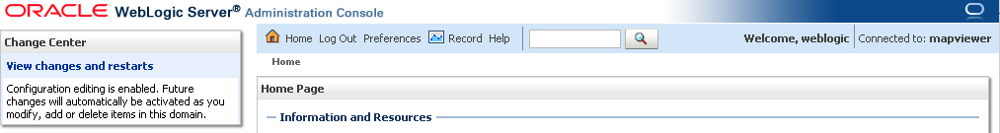 ORACLE WebLogic Server® Administration Console
Change Center
View changes and restarts
Configuration editing is enabled. Future
changes will automatically be activated as you
modify, add or delete items in this domain.
Home Log Out Preferences Record Help
Welcome, weblogic Connected to: mapviewer
Home
Home Page
Information and Resources